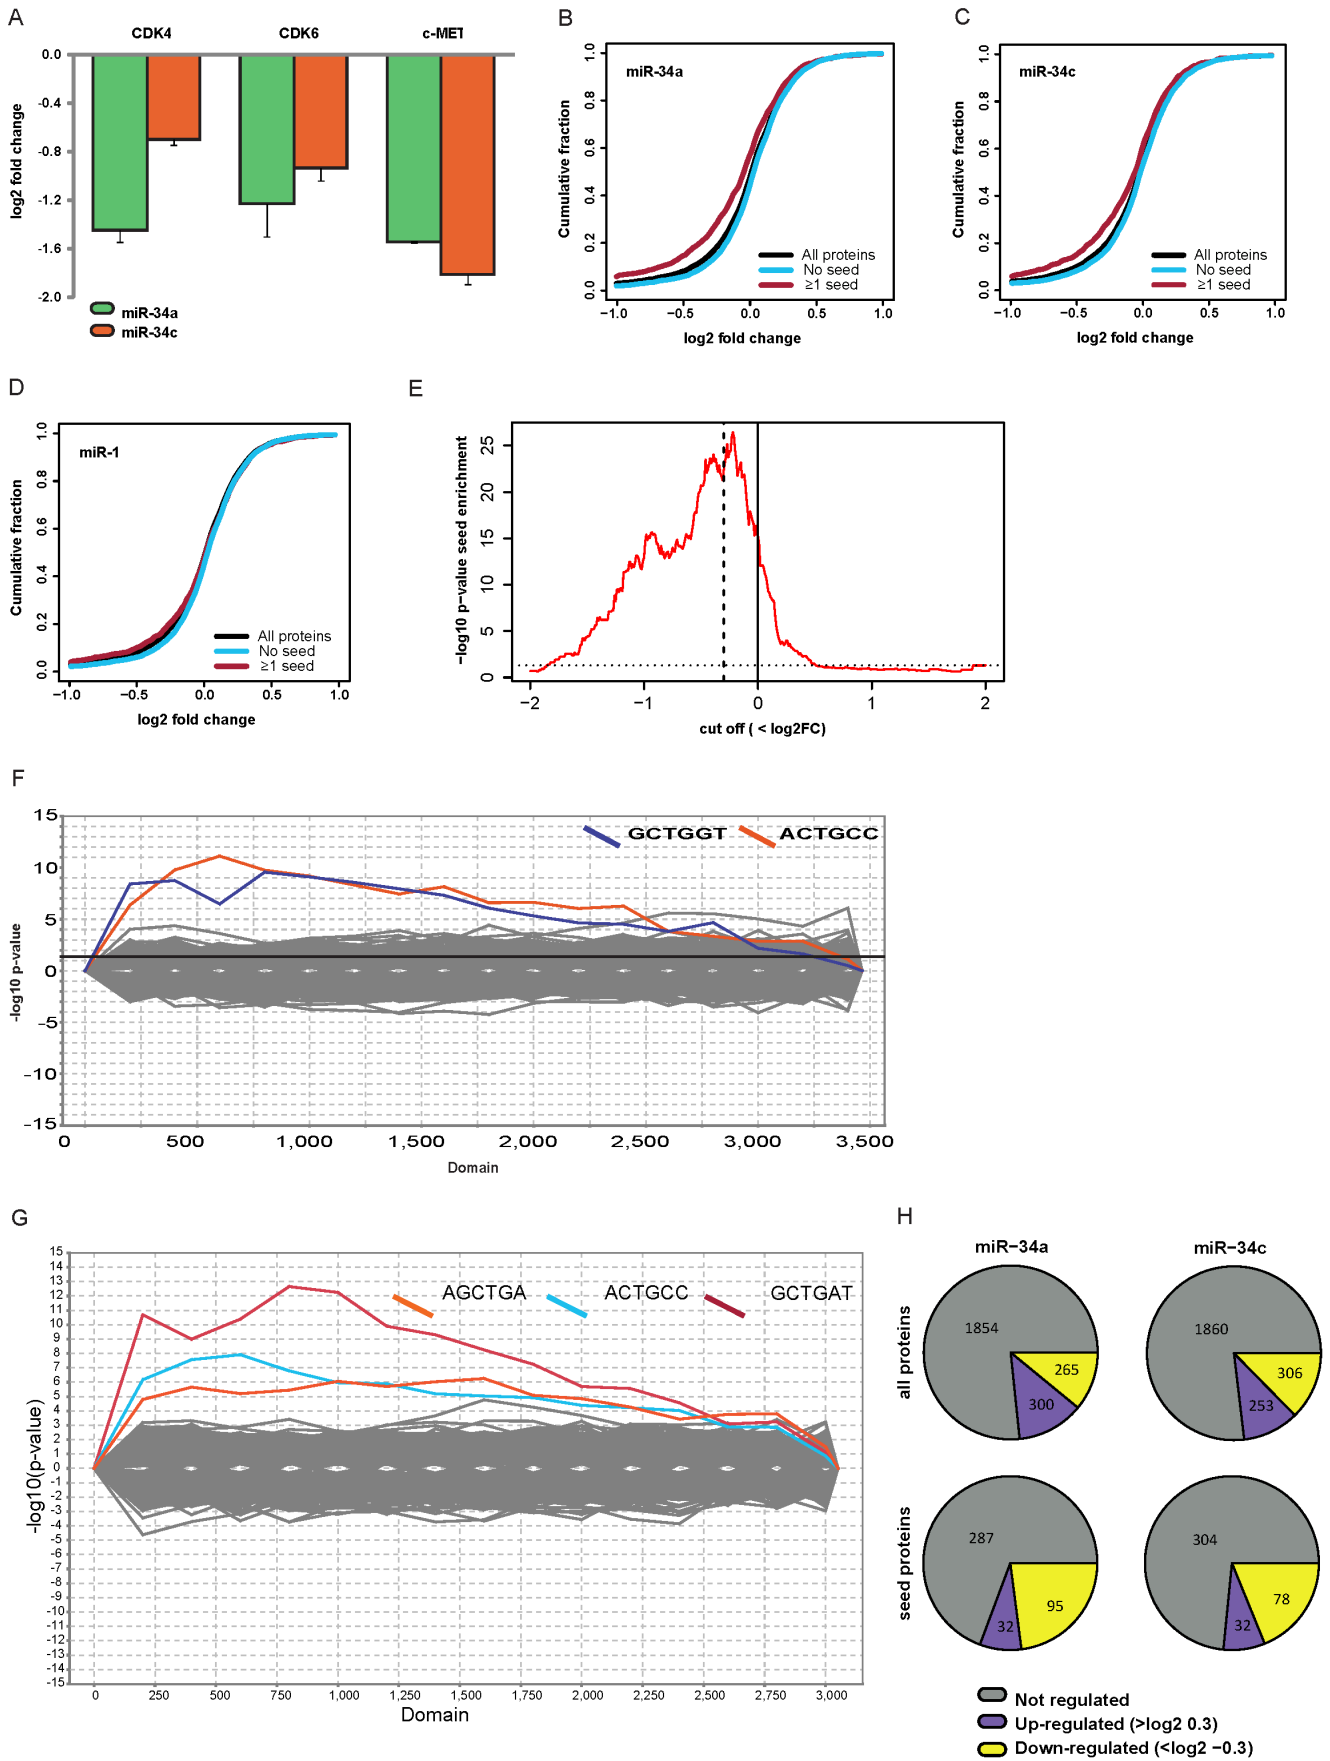 A
CDK4
CDK6
c-MET
0.0
-0.4
-0.8
-1.2
-1.6
-2.0
log2 fold change
miR-34a
miR-34c
B
miR-34a
1.0
0.8
0.6
0.4
0.2
0.0
Cumulative fraction
All proteins
No seed
≥1 seed
−1.0 −0.5 0.0 0.5 1.0
log2 fold change
C
miR-34c
1.0
0.8
0.6
0.4
0.2
0.0
Cumulative fraction
All proteins
No seed
≥1 seed
−1.0 −0.5 0.0 0.5 1.0
log2 fold change
D
miR-1
1.0
0.8
0.6
0.4
0.2
0.0
Cumulative fraction
All proteins
No seed
≥1 seed
−1.0 −0.5 0.0 0.5 1.0
log2 fold change
E
25
20
15
10
5
0
−log10 p−value seed enrichment
−2 −1 0 1 2
cut off ( < log2FC)
F
15
10
5
0
-5
-10
-15
-log10 p-value
GCTGGT ACTGCC
0 500 1,000 1,500 2,000 2,500 3,000 3,500
Domain
G
15
14
13
12
11
10
9
8
7
6
5
4
3
2
1
0
-1
-2
-3
-4
-5
-6
-7
-8
-9
-10
-11
-12
-13
-14
-15
-log10(p-value)
AGCTGA ACTGCC GCTGAT
0 250 500 750 1,000 1,250 1,500 1,750 2,000 2,250 2,500 2,750 3,000
Domain
H
miR−34a
miR−34c
all proteins
1854
265
300
1860
306
253
seed proteins
287
95
32
304
78
32
Not regulated
Up-regulated (>log2 0.3)
Down-regulated (<log2 −0.3)